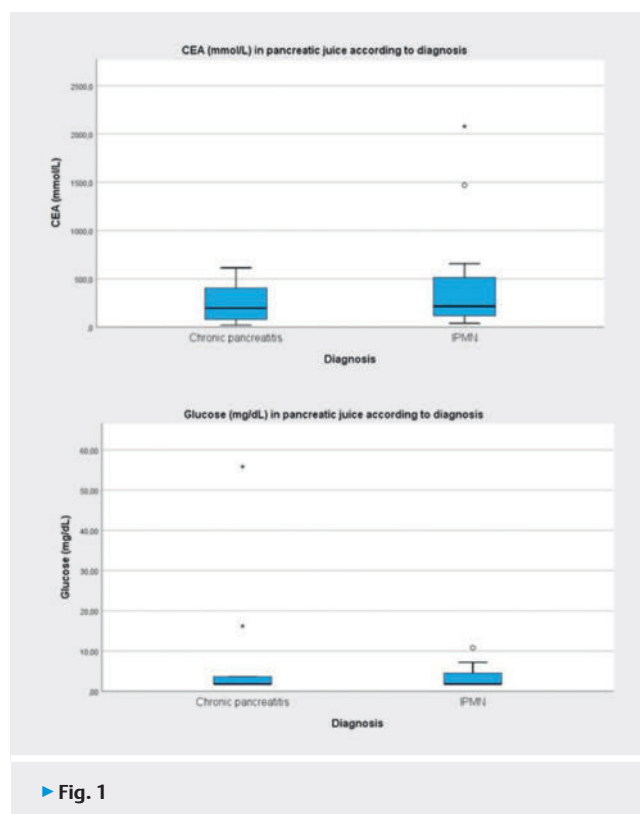 CEA (mmol/L) in pancreatic juice according to diagnosis
2500,0
2000,0
1500,0
1000,0
500,0
,0
CEA (mmol/L)
Chronic pancreatitis IPMN
Diagnosis
Glucose (mg/dL) in pancreatic juice according to diagnosis
60,00
50,00
40,00
30,00
20,00
10,00
,00
Glucose (mg/dL)
Chronic pancreatitis IPMN
Diagnosis
► Fig. 1